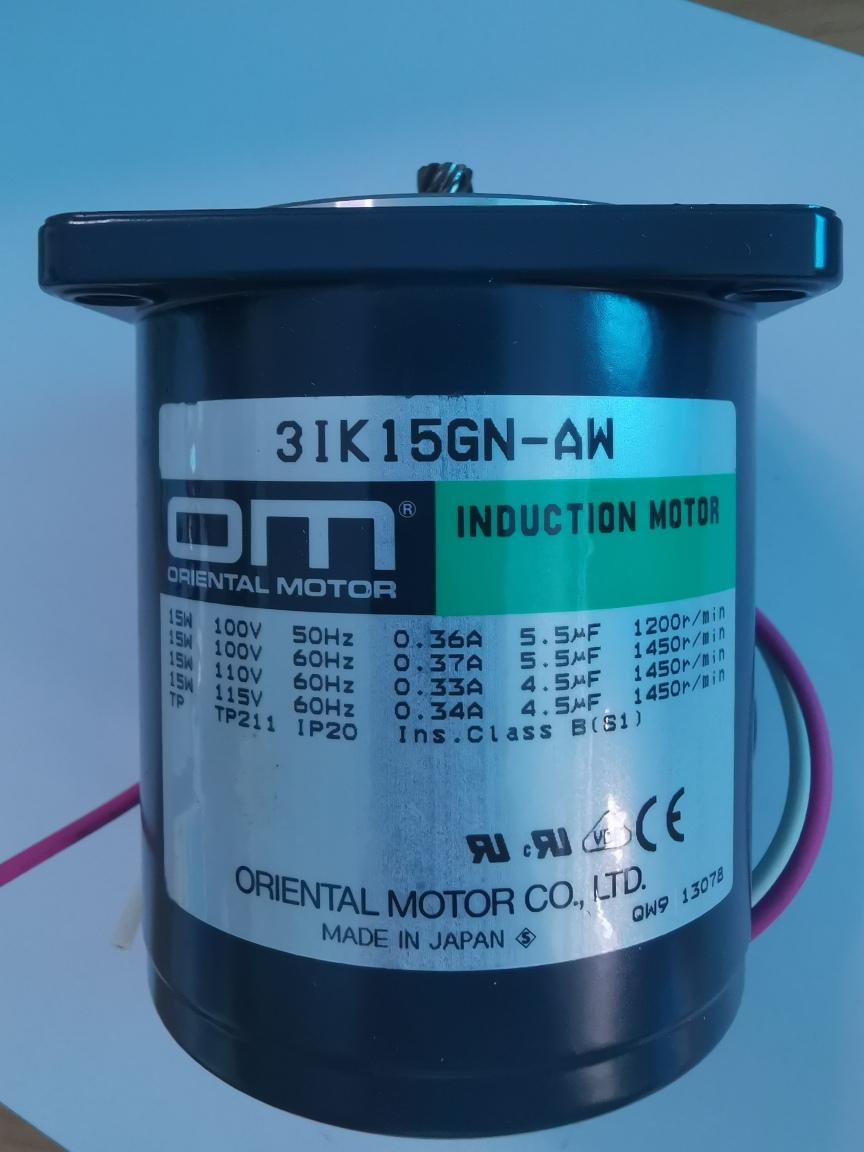 3IK15GN-AW
om®
ORIENTAL MOTOR
INDUCTION MOTOR
15W 100V 50Hz 0.36A 5.5μF 1200r/min
15W 100V 60Hz 0.37A 5.5μF 1450r/min
15W 110V 60Hz 0.33A 4.5μF 1450r/min
15W 115V 60Hz 0.34A 4.5μF 1450r/min
TP TP211 IP20 Ins.Class B(S1)
RU cRU CE
ORIENTAL MOTOR CO., LTD.
QW9 13078
MADE IN JAPAN S